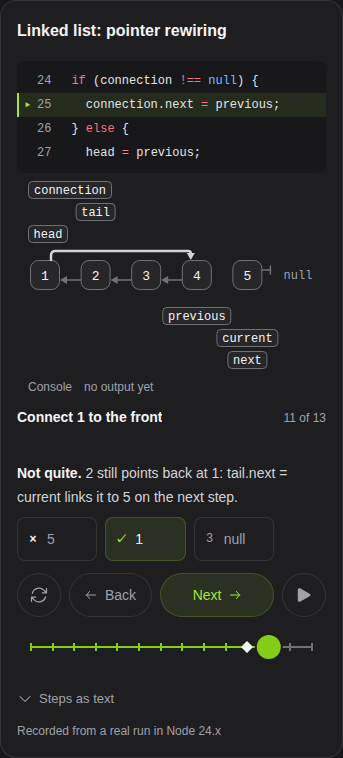 Linked list: pointer rewiring
24 if (connection !== null) {
▸ 25 connection.next = previous;
26 } else {
27 head = previous;
connection
tail
head
1 2 3 4 5 null
previous
current
next
Console no output yet
Connect 1 to the front 11 of 13
Not quite. 2 still points back at 1: tail.next =
current links it to 5 on the next step.
× 5 ✓ 1 3 null
← Back Next →
Steps as text
Recorded from a real run in Node 24.x